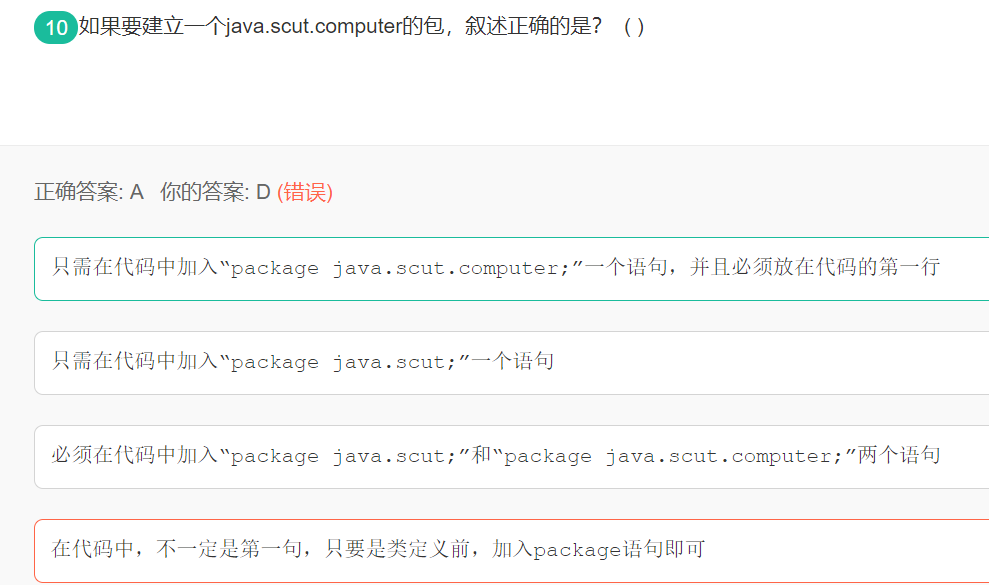 10 如果要建立一个java.scut.computer的包，叙述正确的是？（ ）
正确答案: A 你的答案: D (错误)
只需在代码中加入“package java.scut.computer;”一个语句，并且必须放在代码的第一行
只需在代码中加入“package java.scut;”一个语句
必须在代码中加入“package java.scut;”和“package java.scut.computer;”两个语句
在代码中，不一定是第一句，只要是类定义前，加入package语句即可